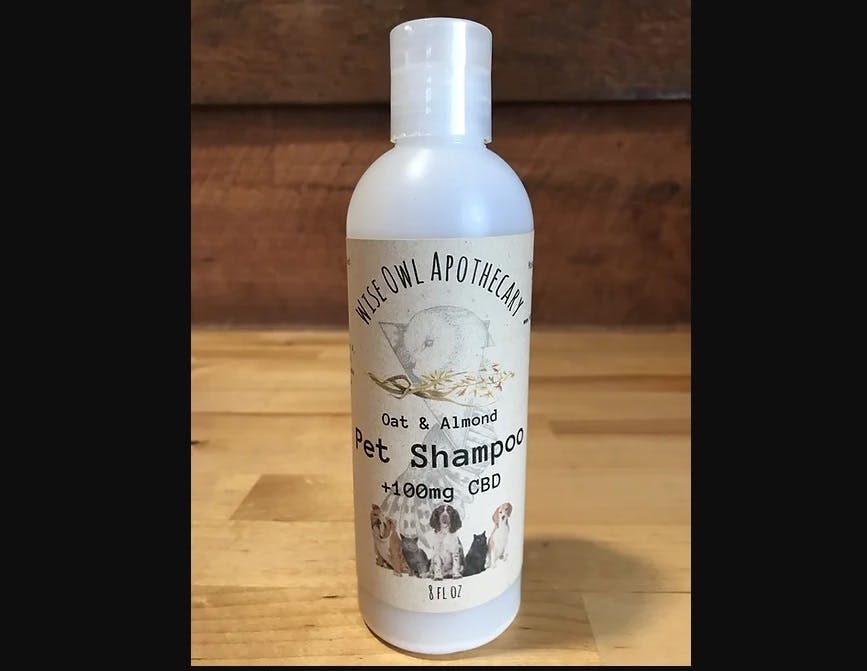 WISE OWL APOTHECARY
Oat & Almond
Pet Shampoo
+100mg CBD
8 FL OZ